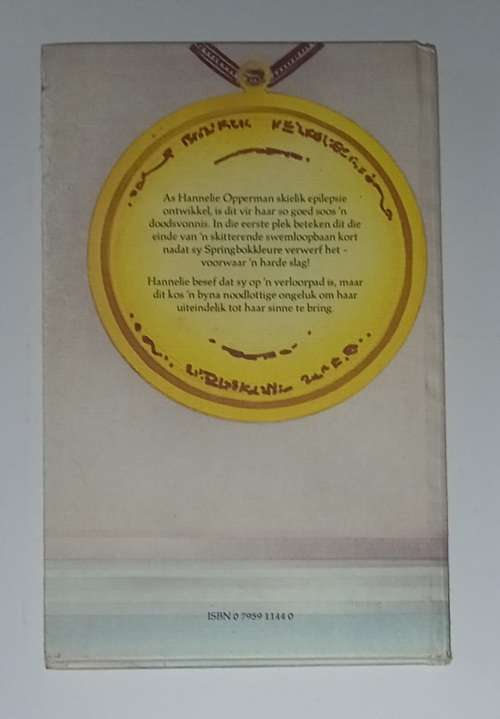 As Hannelie Opperman skielik epilepsie
ontwikkel, is dit vir haar so goed soos 'n
doodsvonnis. In die eerste plek beteken dit die
einde van 'n skitterende swemloopbaan kort
nadat sy Springbokkleure verwerf het -
voorwaar 'n harde slag!
Hannelie besef dat sy op 'n verloorpad is, maar
dit kos 'n byna noodlottige ongeluk om haar
uiteindelik tot haar sinne te bring.
ISBN 0 7959 1144 0